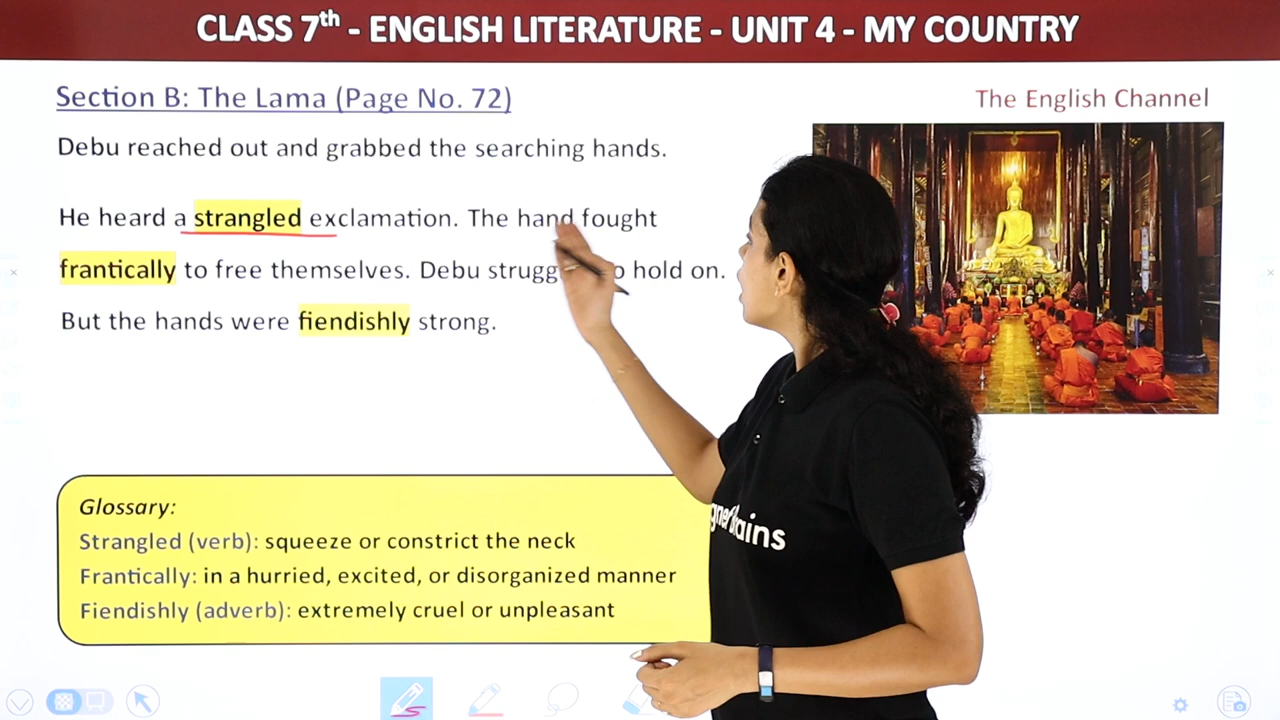 CLASS 7th - ENGLISH LITERATURE - UNIT 4 - MY COUNTRY
Section B: The Lama (Page No. 72)
The English Channel
Debu reached out and grabbed the searching hands.
He heard a strangled exclamation. The hand fought
frantically to free themselves. Debu hold on.
But the hands were fiendishly strong.
Glossary:
Strangled (verb): squeeze or constrict the neck
Frantically: in a hurried, excited, or disorganized manner
Fiendishly (adverb): extremely cruel or unpleasant